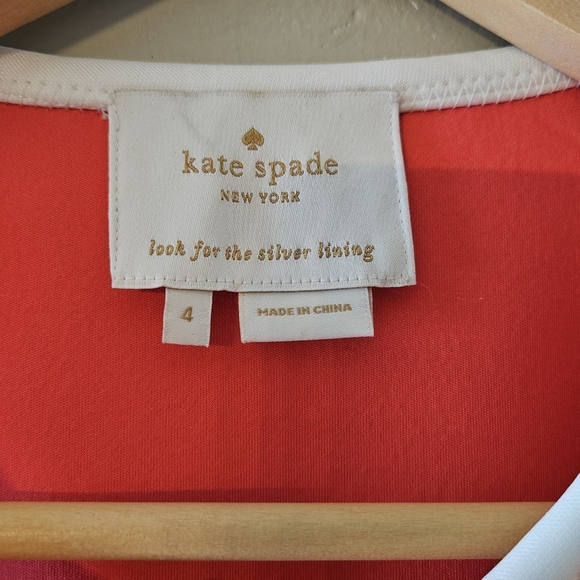 kate spade
NEW YORK
look for the silver lining
4
MADE IN CHINA